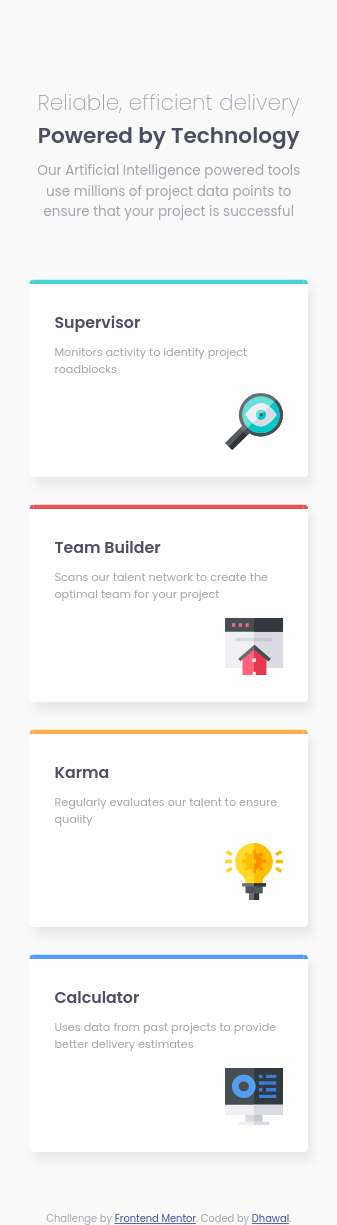 Reliable, efficient delivery
Powered by Technology
Our Artificial Intelligence powered tools
use millions of project data points to
ensure that your project is successful
Supervisor
Monitors activity to identify project
roadblocks
Team Builder
Scans our talent network to create the
optimal team for your project
Karma
Regularly evaluates our talent to ensure
quality
Calculator
Uses data from past projects to provide
better delivery estimates
Challenge by Frontend Mentor. Coded by Dhawal.